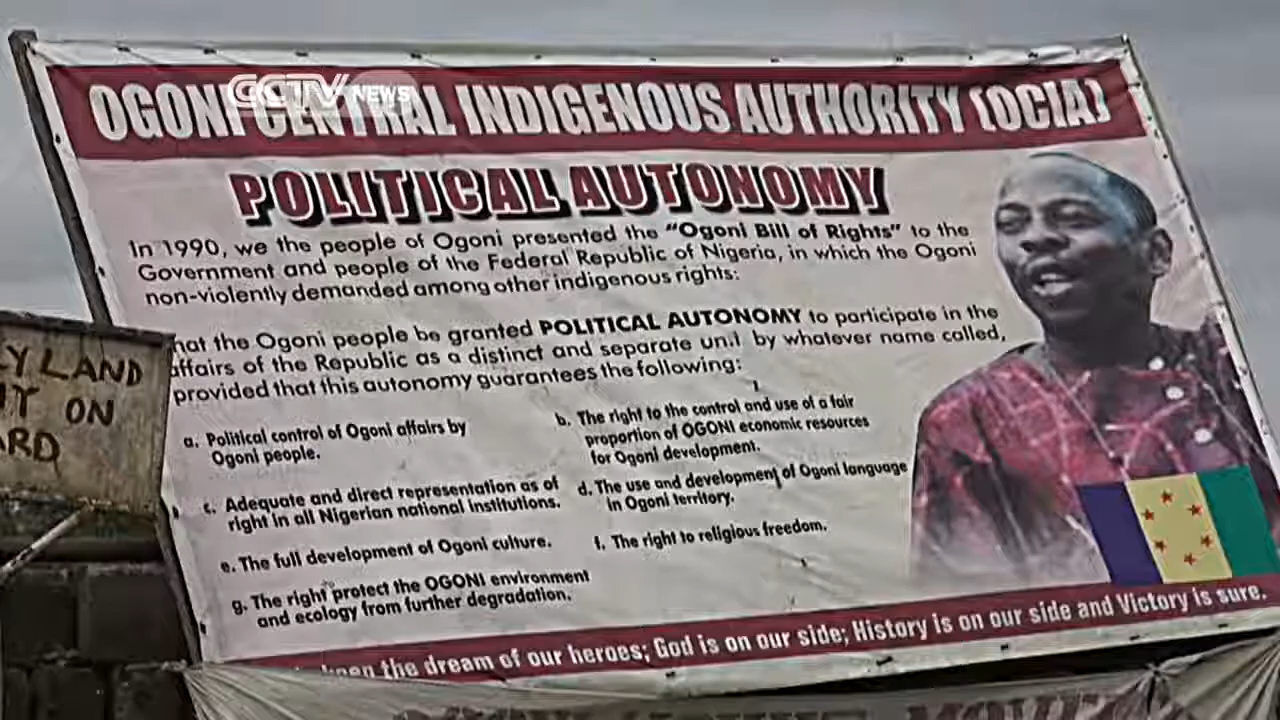 CCTV NEWS
OGONI CENTRAL INDIGENOUS AUTHORITY (OCIA)
POLITICAL AUTONOMY
In 1990, we the people of Ogoni presented the "Ogoni Bill of Rights" to the
Government and people of the Federal Republic of Nigeria, in which the Ogoni
non-violently demanded among other indigenous rights:
hat the Ogoni people be granted POLITICAL AUTONOMY to participate in the
affairs of the Republic as a distinct and separate unit by whatever name called,
provided that this autonomy guarantees the following:
a. Political control of Ogoni affairs by
Ogoni people.
b. The right to the control and use of a fair
proportion of OGONI economic resources
for Ogoni development.
c. Adequate and direct representation as of
right in all Nigerian national institutions.
d. The use and development of Ogoni language
in Ogoni territory.
e. The full development of Ogoni culture.
f. The right to religious freedom.
g. The right protect the OGONI environment
and ecology from further degradation.
the dream of our heroes; God is on our side; History is on our side and Victory is sure.
Y LAND
IT ON
ARD